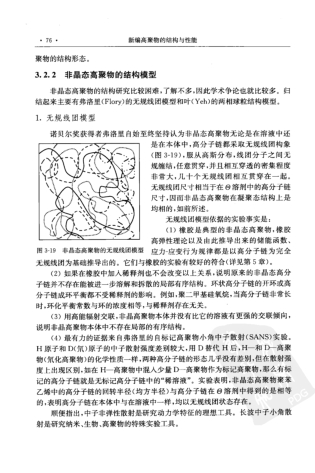 · 76 ·
新编高聚物的结构与性能
聚物的结构形态。
3.2.2 非晶态高聚物的结构模型
非晶态高聚物的结构研究比较困难,了解不多,因此学术争论也就比较多。归
结起来主要有弗洛里(Flory)的无规线团模型和叶(Yeh)的两相球粒结构模型。
1. 无规线团模型
诺贝尔奖获得者弗洛里自始至终坚持认为非晶态高聚物无论是在溶液中还
是在本体中,高分子链都采取无规线团构象
(图 3-19),服从高斯分布,线团分子之间无
规缠结,任意贯穿,并且相互穿透的密集程度
非常大,几十个无规线团相互贯穿在一起。
无规线团尺寸相当于在 θ 溶剂中的高分子链
尺寸,因而非晶态高聚物在凝聚态结构上是
均相的,如前所述。
无规线团模型依据的实验事实是:
(1) 橡胶是典型的非晶态高聚物,橡胶
高弹性理论以及由此推导出来的储能函数、
应力-应变行为规律都是以高分子链为完全
图 3-19 非晶态高聚物的无规线团模型
无规线团为基础推导出的。它们与橡胶的实验有较好的符合(详见第 5 章)。
(2) 如果在橡胶中加入稀释剂也不会改变以上关系,说明原来的非晶态高分
子链并不存在能被进一步溶解和拆散的局部有序结构。环状高分子链的开环或高
分子链成环平衡都不受稀释剂的影响。例如,聚二甲基硅氧烷,当高分子链非常长
时,环化平衡常数与环的浓度相等,与稀释剂存在无关。
(3) 用高能辐射交联,非晶高聚物本体并没有比它的溶液有更强的交联倾向,
说明非晶高聚物本体中不存在局部的有序结构。
(4) 最有力的证据来自弗洛里的目标记高聚物小角中子散射(SANS)实验。
H 原子和 D(氘)原子的中子散射强度差别较大,用 D 替代 H 后,H—和 D—高聚
物(氘化高聚物)的化学性质一样,两种高分子链的形态几乎没有差别,但在散射强
度上出现区别,如在 H—高聚物中混入少量 D—高聚物作为标记高聚物,那么有标
记的高分子链就是无标记高分子链中的“稀溶液”。实验表明,非晶态高聚物聚苯
乙烯中的高分子链的回转半径(均方半径)与高分子链在 Θ 溶剂中得到的是相等
的,表明高分子链在本体中与在溶液中一样,均以无规线团状态存在。
顺便指出,中子非弹性散射是研究动力学特征的理想工具。长波中子小角散
射是研究纳米、生物、高聚物的特殊实验工具。